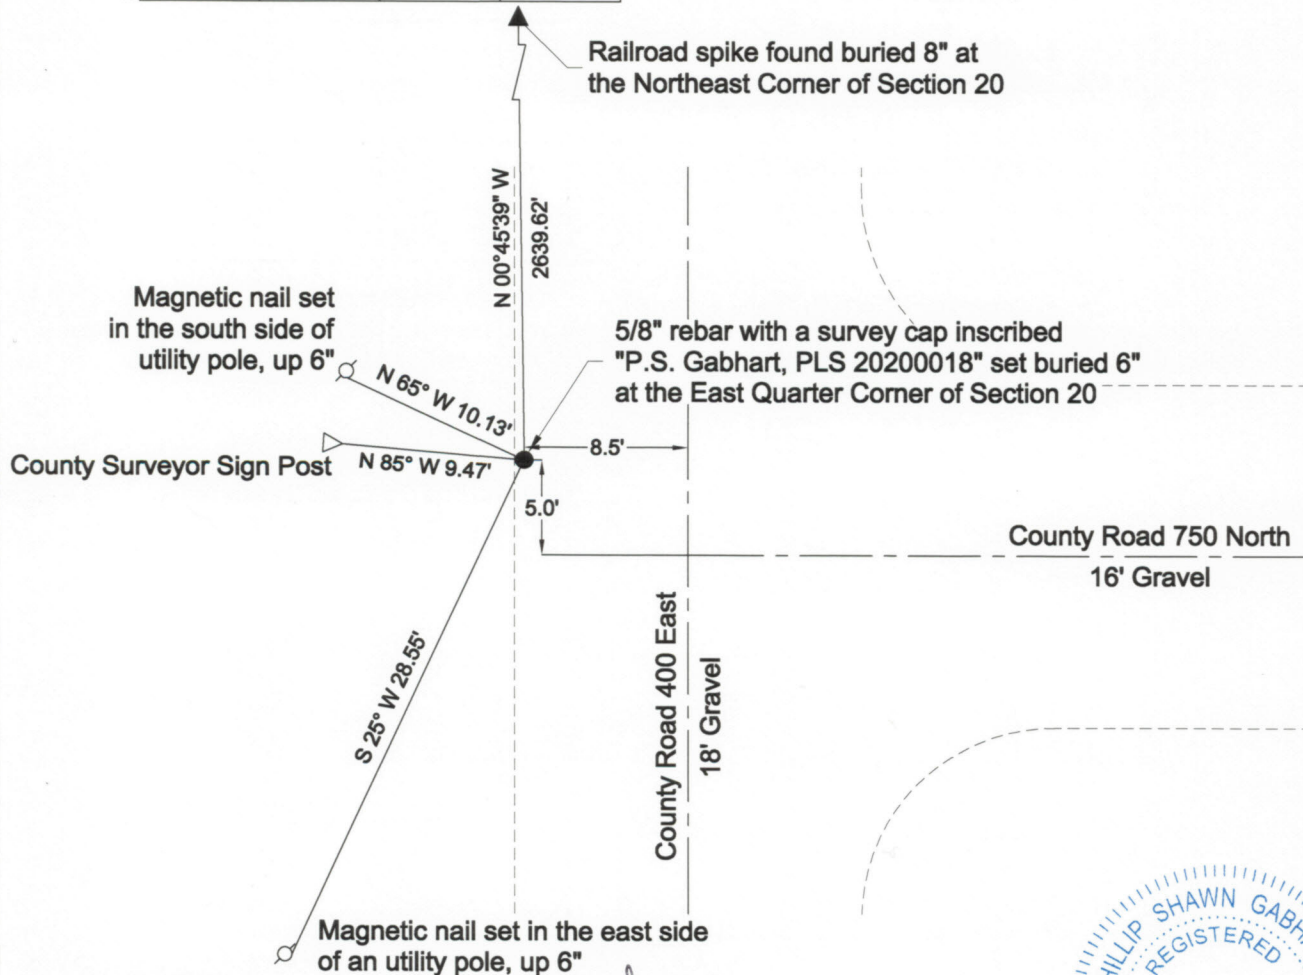 Railroad spike found buried 8" at
the Northeast Corner of Section 20
N 00°45'39" W
2639.62'
Magnetic nail set
in the south side of
utility pole, up 6"
5/8" rebar with a survey cap inscribed
"P.S. Gabhart, PLS 20200018" set buried 6"
at the East Quarter Corner of Section 20
N 65° W 10.13'
8.5'
County Surveyor Sign Post
N 85° W 9.47'
5.0'
County Road 750 North
16' Gravel
S 25° W 28.55'
County Road 400 East
18' Gravel
Magnetic nail set in the east side
of an utility pole, up 6"
SHAWN
REGISTERED